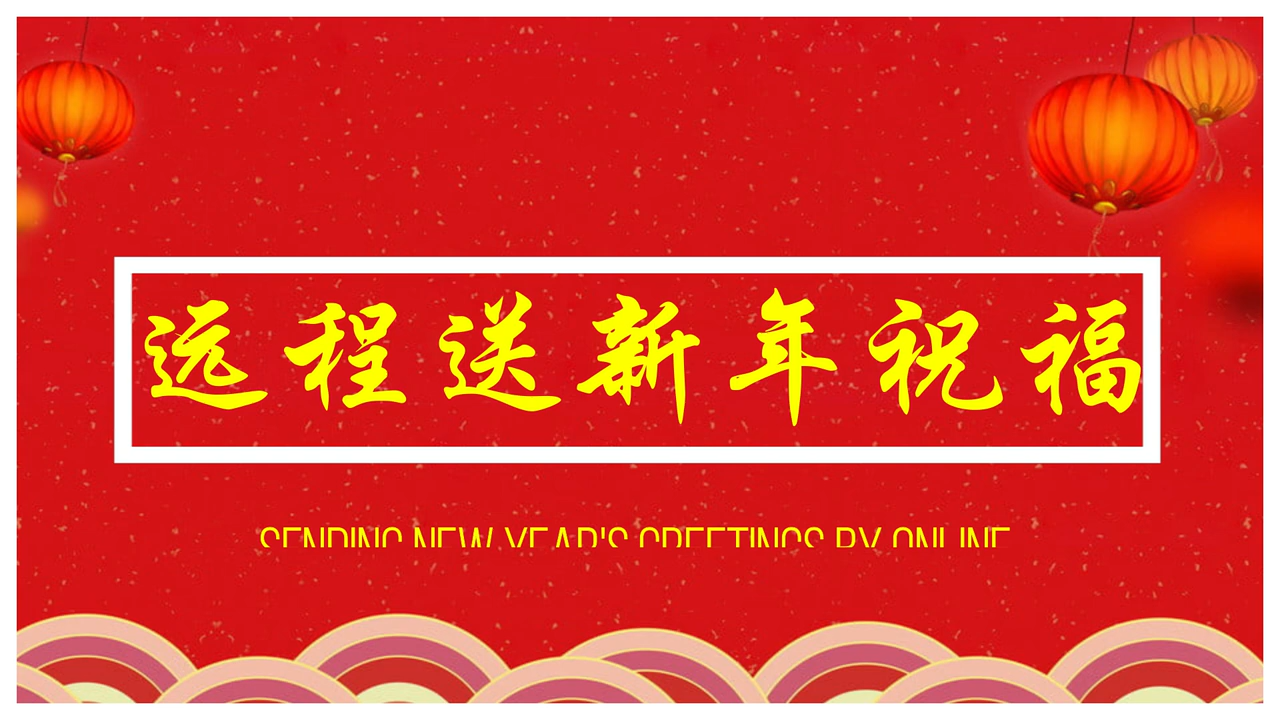 远程送新年祝福
SENDING NEW YEAR'S GREETINGS BY ONLINE